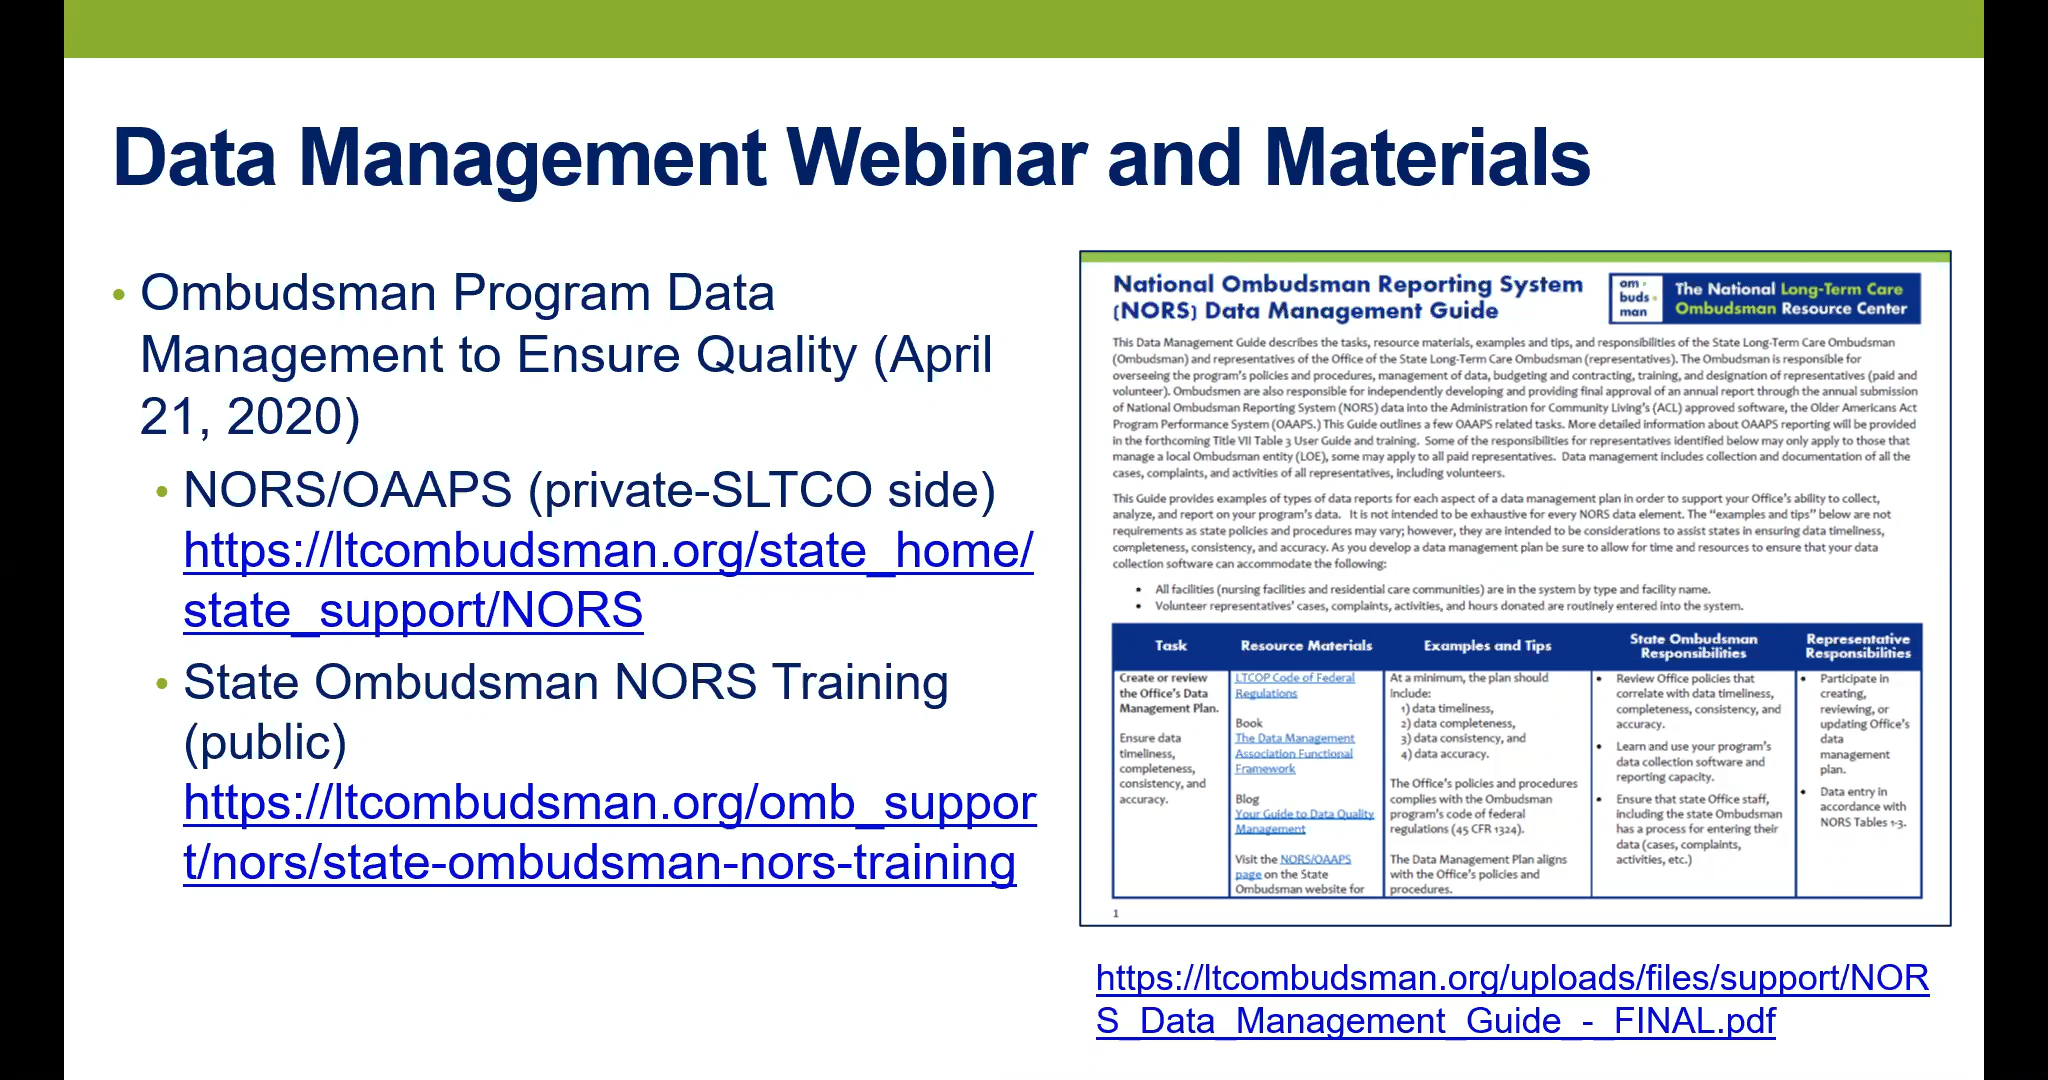 Data Management Webinar and Materials
• Ombudsman Program Data
Management to Ensure Quality (April
21, 2020)
• NORS/OAAPS (private-SLTCO side)
https://ltcombudsman.org/state_home/
state_support/NORS
• State Ombudsman NORS Training
(public)
https://ltcombudsman.org/omb_suppor
t/nors/state-ombudsman-nors-training
National Ombudsman Reporting System
(NORS) Data Management Guide
om
buds
man
The National Long-Term Care
Ombudsman Resource Center
This Data Management Guide describes the tasks, resource materials, examples and tips, and responsibilities of the State Long-Term Care Ombudsman
(Ombudsman) and representatives of the Office of the State Long-Term Care Ombudsman (representatives). The Ombudsman is responsible for
overseeing the program's policies and procedures, management of data, budgeting and contracting, training, and designation of representatives (paid and
volunteer). Ombudsmen are also responsible for independently developing and providing final approval of an annual report through the annual submission
of National Ombudsman Reporting System (NORS) data into the Administration for Community Living's (ACL) approved software, the Older Americans Act
Program Performance System (OAAPS.) This Guide outlines a few OAAPS related tasks. More detailed information about OAAPS reporting will be provided
in the forthcoming Title VII Table 3 User Guide and training. Some of the responsibilities for representatives identified below may only apply to those that
manage a local Ombudsman entity (LOE), some may apply to all paid representatives. Data management includes collection and documentation of all the
cases, complaints, and activities of all representatives, including volunteers.
This Guide provides examples of types of data reports for each aspect of a data management plan in order to support your Office's ability to collect,
analyze, and report on your program's data. It is not intended to be exhaustive for every NORS data element. The “examples and tips” below are not
requirements as state policies and procedures may vary; however, they are intended to be considerations to assist states in ensuring data timeliness,
completeness, consistency, and accuracy. As you develop a data management plan be sure to allow for time and resources to ensure that your data
collection software can accommodate the following:
• All facilities (nursing facilities and residential care communities) are in the system by type and facility name.
• Volunteer representatives' cases, complaints, activities, and hours donated are routinely entered into the system.
Task
Resource Materials
Examples and Tips
State Ombudsman
Responsibilities
Representative
Responsibilities
Create or review
the Office's Data
Management Plan.
Ensure data
timeliness,
completeness,
consistency, and
accuracy.
LTCOP Code of Federal
Regulations
Book
The Data Management
Association Functional
Framework
Blog
Your Guide to Data Quality
Management
Visit the NORS/OAAPS
page on the State
Ombudsman website for
At a minimum, the plan should
include:
1) data timeliness,
2) data completeness,
3) data consistency, and
4) data accuracy.
The Office's policies and procedures
complies with the Ombudsman
program's code of federal
regulations (45 CFR 1324).
The Data Management Plan aligns
with the Office's policies and
procedures.
• Review Office policies that
correlate with data timeliness,
completeness, consistency, and
accuracy.
• Learn and use your program's
data collection software and
reporting capacity.
• Ensure that state Office staff,
including the state Ombudsman
has a process for entering their
data (cases, complaints,
activities, etc.)
• Participate in
creating,
reviewing, or
updating Office's
data
management
plan.
• Data entry in
accordance with
NORS Tables 1-3.
1
https://ltcombudsman.org/uploads/files/support/NOR
S_Data_Management_Guide_-_FINAL.pdf